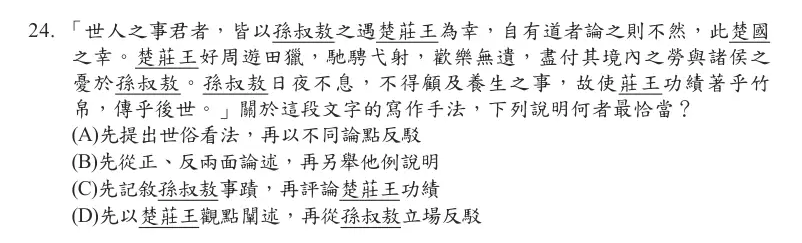 24. 「世人之事君者，皆以孫叔敖之遇楚莊王為幸，自有道者論之則不然，此楚國
之幸。楚莊王好周遊田獵，馳騁弋射，歡樂無遺，盡付其境內之勞與諸侯之
憂於孫叔敖。孫叔敖日夜不息，不得顧及養生之事，故使莊王功績著乎竹
帛，傳乎後世。」關於這段文字的寫作手法，下列說明何者最恰當？
(A)先提出世俗看法，再以不同論點反駁
(B)先從正、反兩面論述，再另舉他例說明
(C)先記敘孫叔敖事蹟，再評論楚莊王功績
(D)先以楚莊王觀點闡述，再從孫叔敖立場反駁